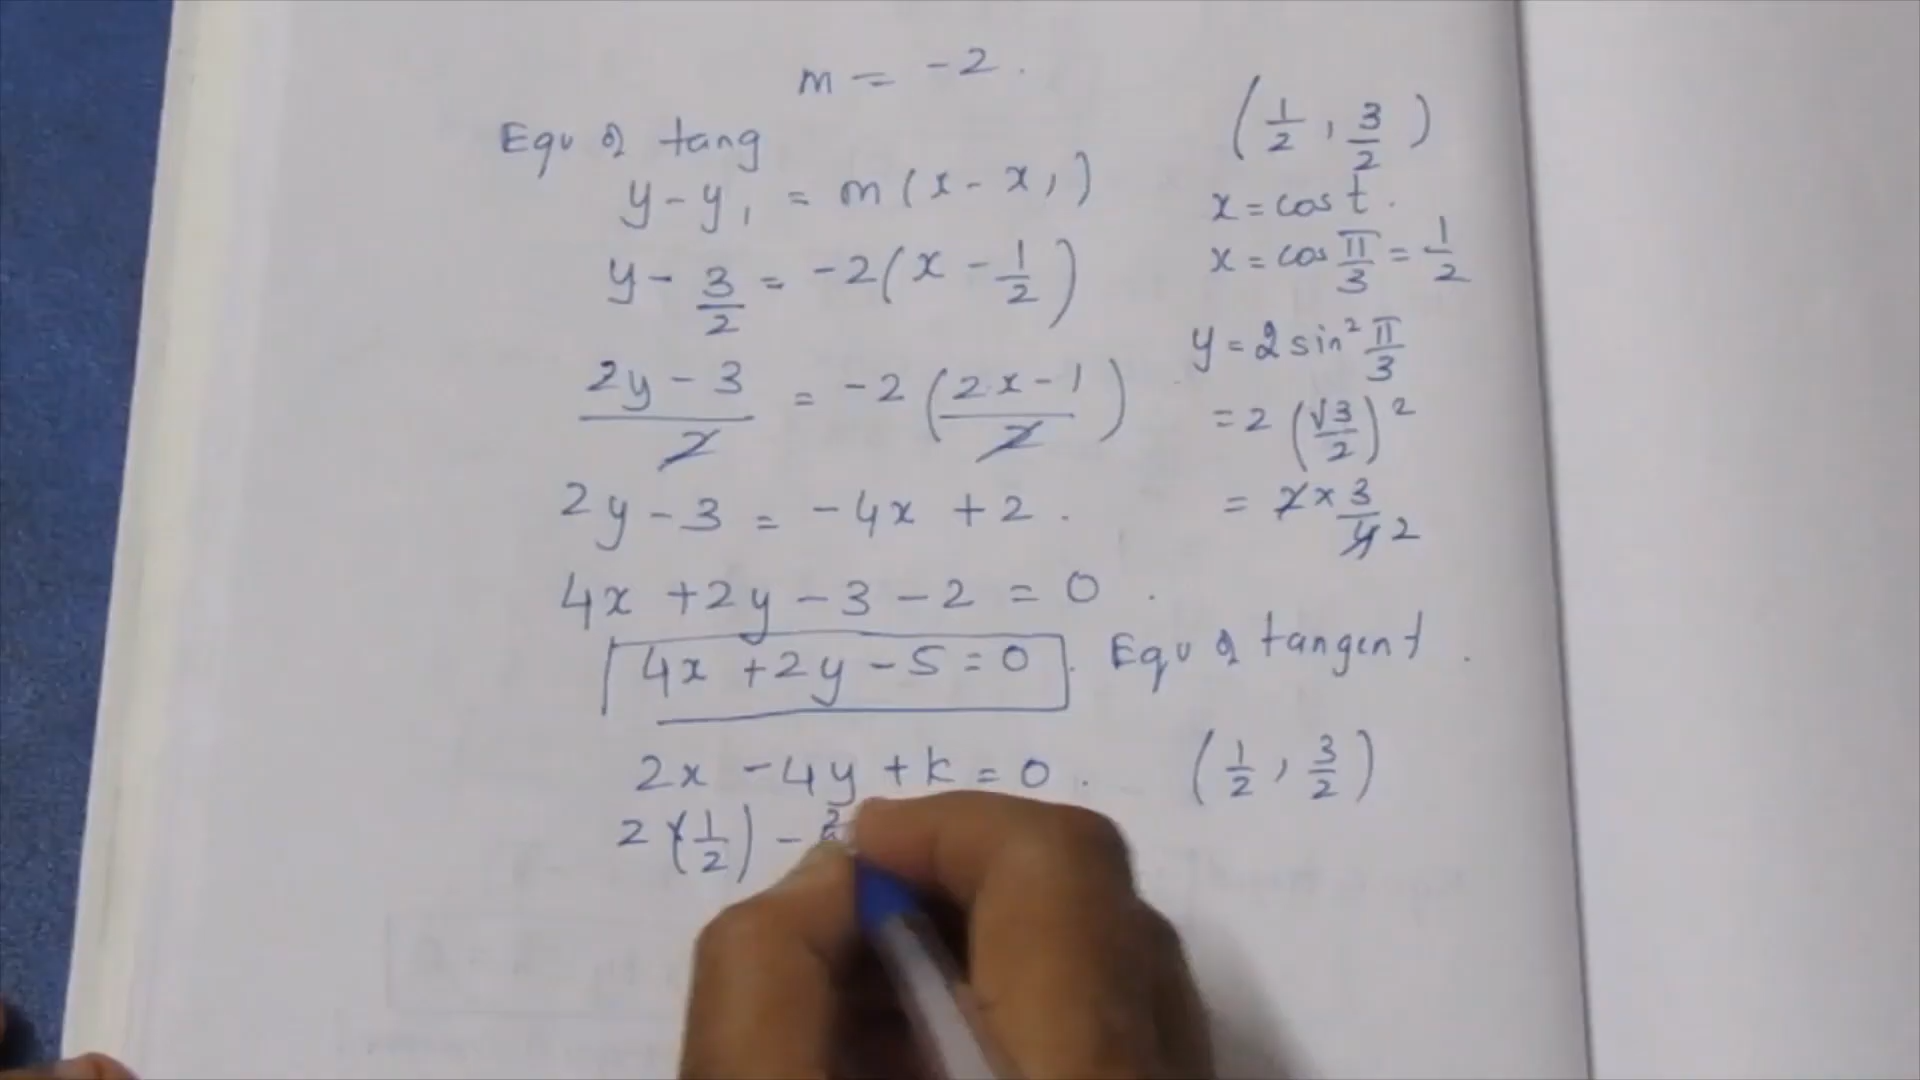 m = -2.
Equ of tang
y - y₁ = m(x - x₁)
y - 3/2 = -2(x - 1/2)
(2y - 3)/2 = -2((2x - 1)/2)
2y - 3 = -4x + 2.
4x + 2y - 3 - 2 = 0.
4x + 2y - 5 = 0. Equ of tangent.
2x - 4y + k = 0.
2(1/2) -
(1/2, 3/2)
x = cos t.
x = cos π/3 = 1/2
y = 2 sin² π/3
= 2 (√3/2)²
= 2 × 3/4 2
(1/2, 3/2)